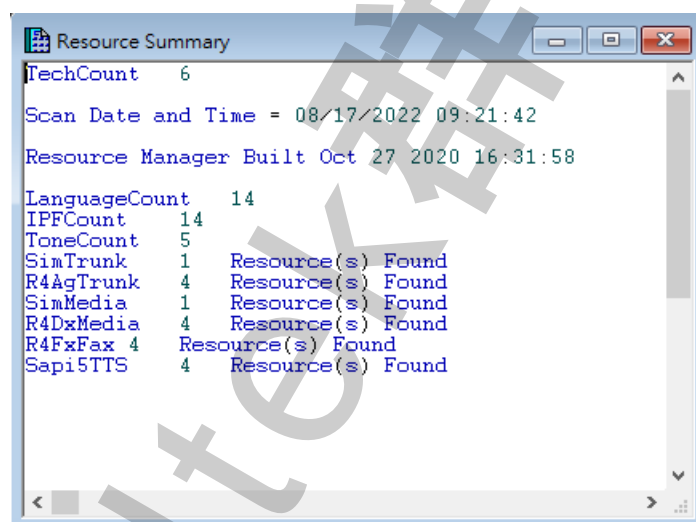 Resource Summary
TechCount 6
Scan Date and Time = 08/17/2022 09:21:42
Resource Manager Built Oct 27 2020 16:31:58
LanguageCount 14
IPFCount 14
ToneCount 5
SimTrunk 1 Resource(s) Found
R4AgTrunk 4 Resource(s) Found
SimMedia 1 Resource(s) Found
R4DxMedia 4 Resource(s) Found
R4FxFax 4 Resource(s) Found
Sapi5TTS 4 Resource(s) Found